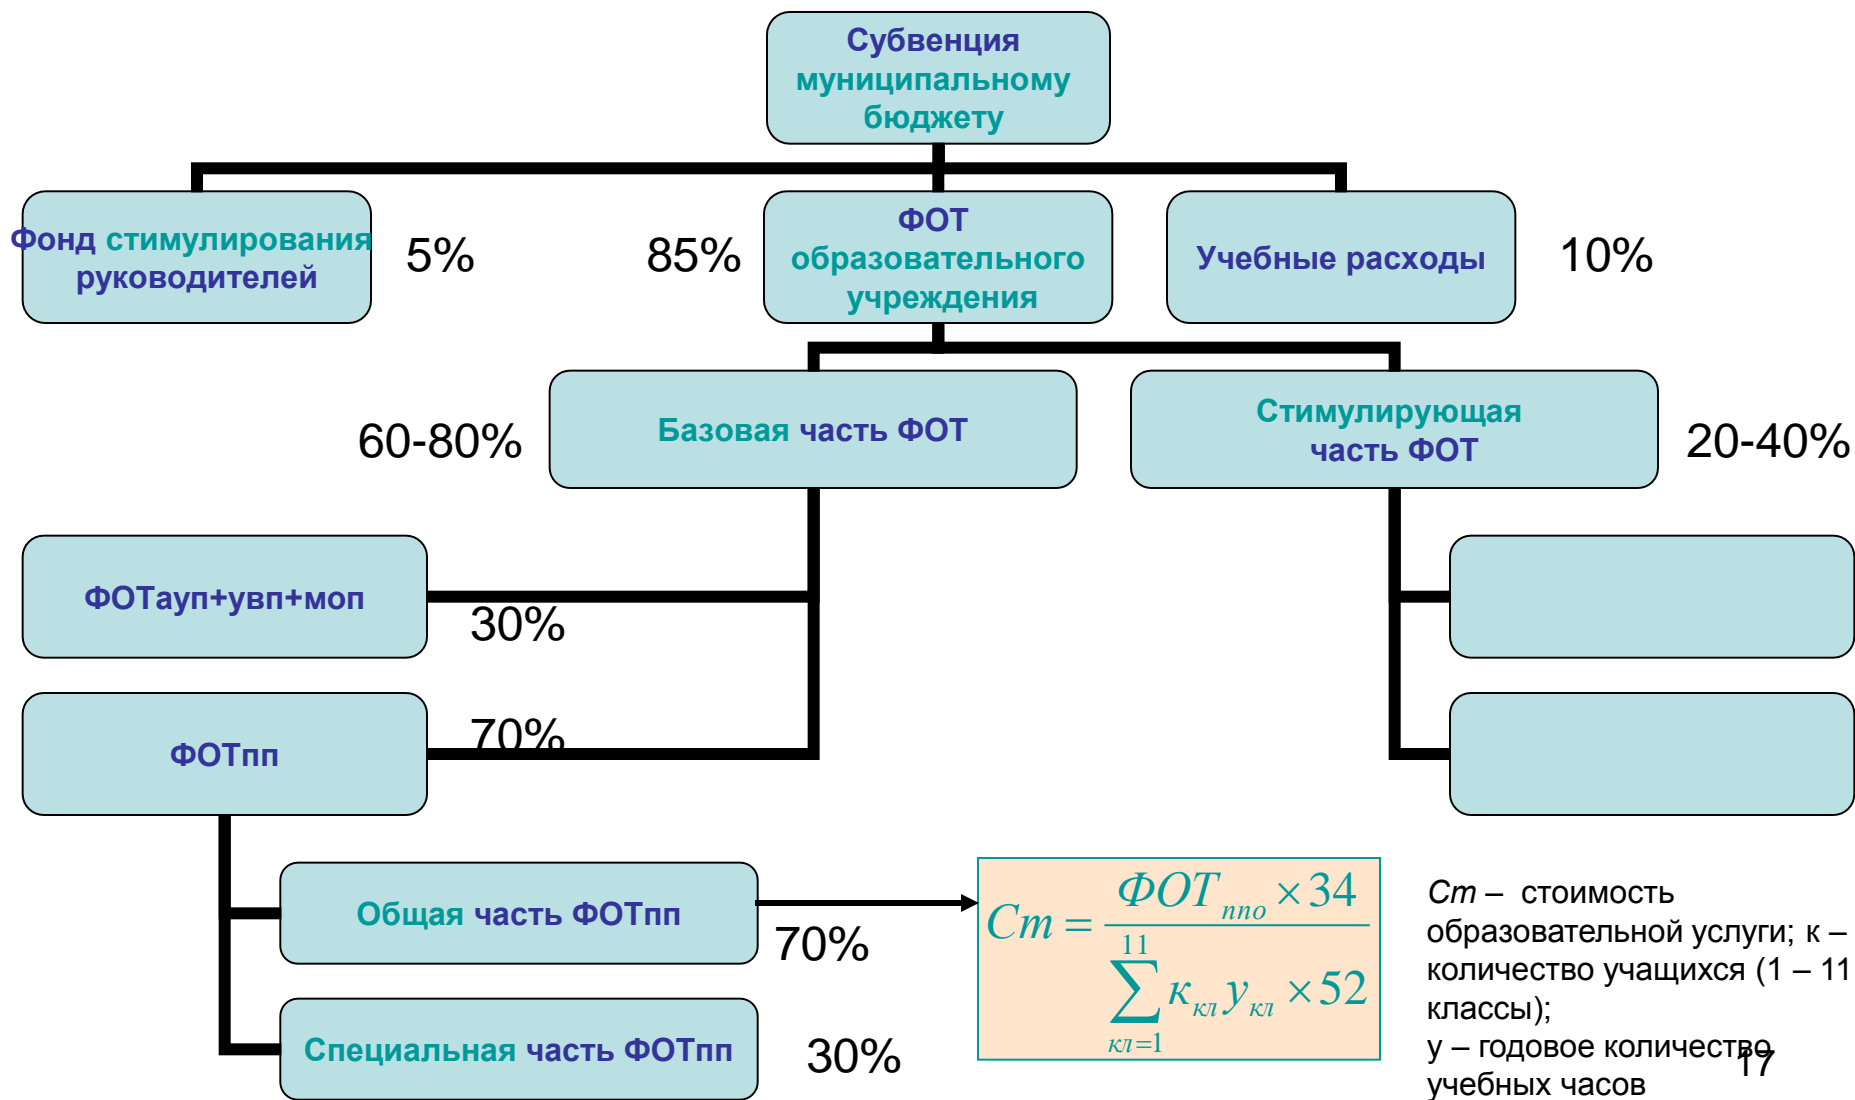 Субвенция
муниципальному
бюджету
Фонд стимулирования
руководителей
5%
85%
ФОТ
образовательного
учреждения
Учебные расходы
10%
60-80%
Базовая часть ФОТ
Стимулирующая
часть ФОТ
20-40%
ФОТауп+увп+моп
30%
ФОТпп
70%
Общая часть ФОТпп
70%
Специальная часть ФОТпп
30%
Ст = ФОТ ппо × 34
11
∑ к кл у кл × 52
кл=1
Ст – стоимость
образовательной услуги; к –
количество учащихся (1 – 11
классы);
у – годовое количество
учебных часов
17